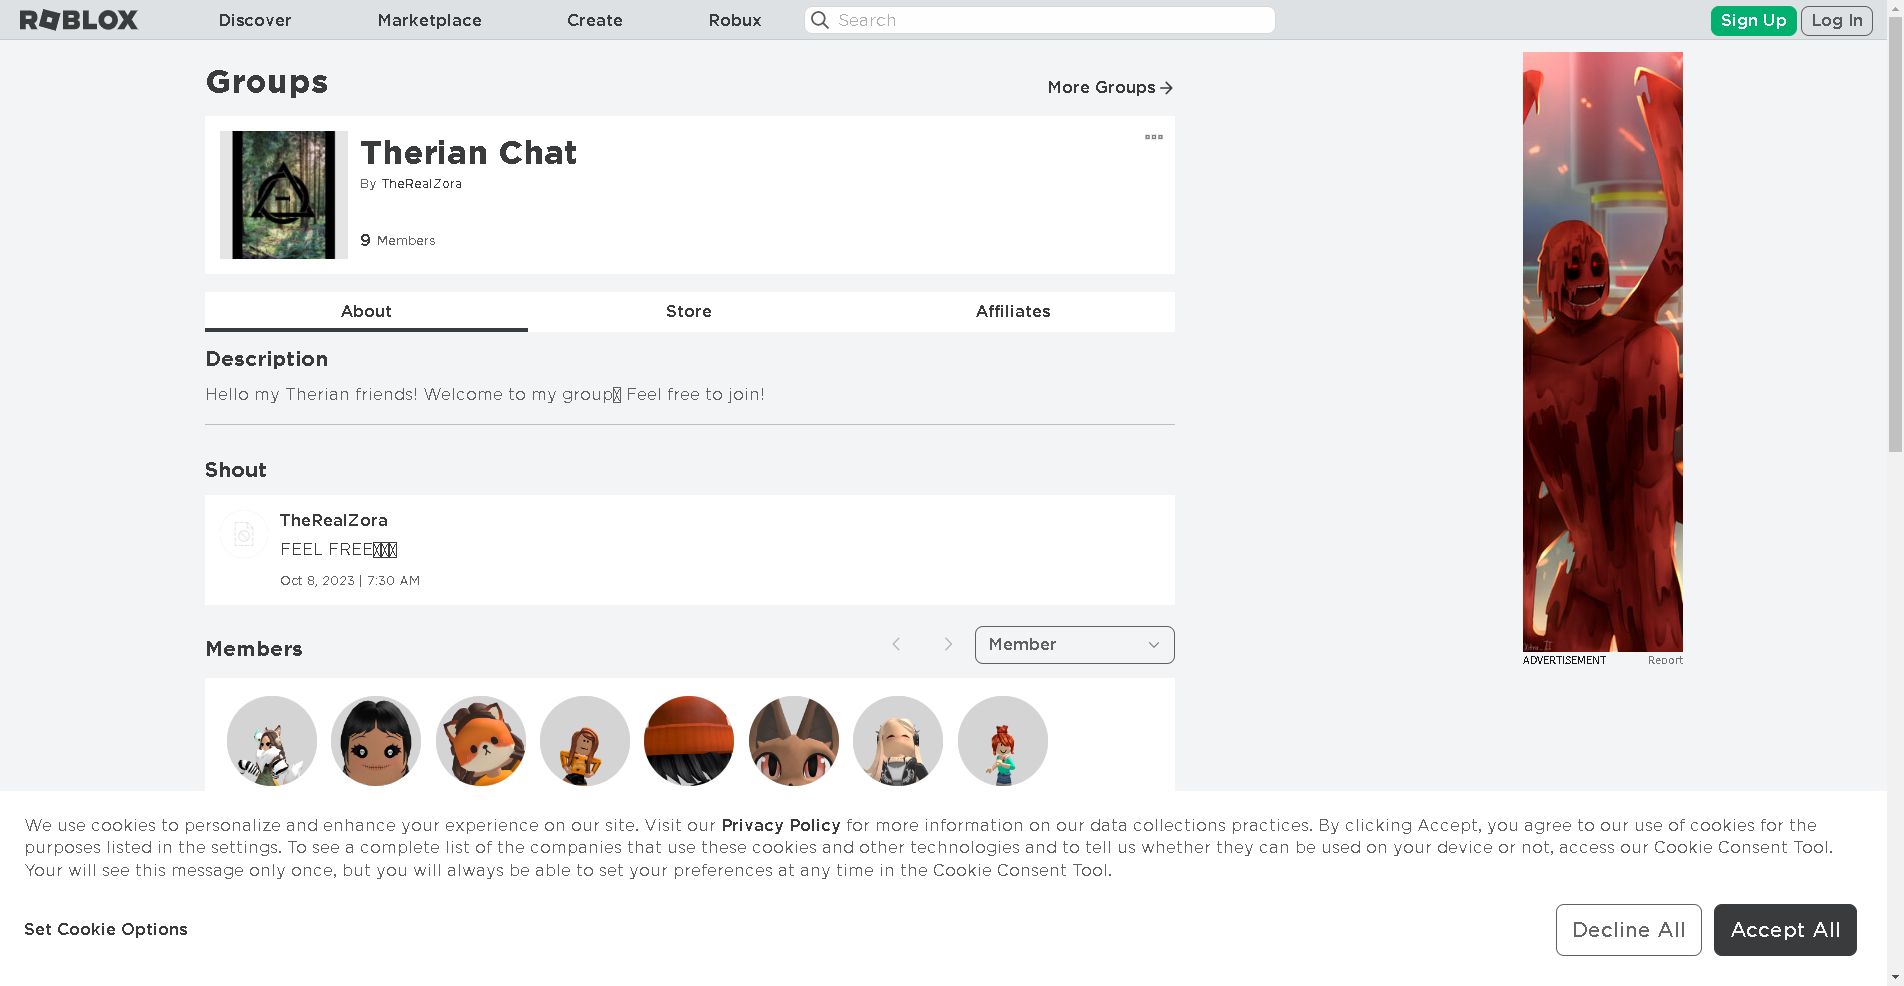 ROBLOX Discover Marketplace Create Robux Search Sign Up Log In
Groups
More Groups
Therian Chat
By TheRealZora
9 Members
About Store Affiliates
Description
Hello my Therian friends! Welcome to my group Feel free to join!
Shout
TheRealZora
FEEL FREE
Oct 8, 2023 | 7:30 AM
Members
Member
ADVERTISEMENT Report
We use cookies to personalize and enhance your experience on our site. Visit our Privacy Policy for more information on our data collections practices. By clicking Accept, you agree to our use of cookies for the
purposes listed in the settings. To see a complete list of the companies that use these cookies and other technologies and to tell us whether they can be used on your device or not, access our Cookie Consent Tool.
Your will see this message only once, but you will always be able to set your preferences at any time in the Cookie Consent Tool.
Set Cookie Options
Decline All
Accept All